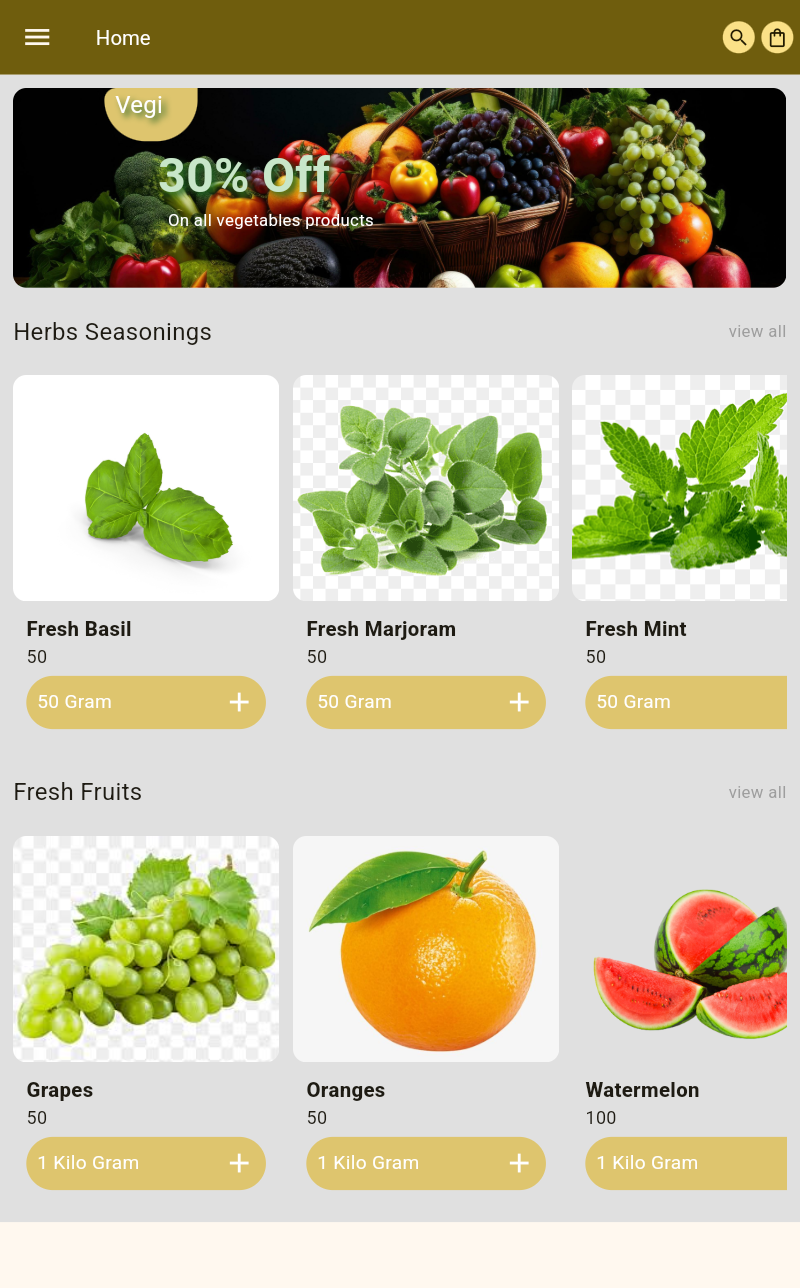 Home
Vegi
30% Off
On all vegetables products
Herbs Seasonings
view all
Fresh Basil
50
50 Gram
Fresh Marjoram
50
50 Gram
Fresh Mint
50
50 Gram
Fresh Fruits
view all
Grapes
50
1 Kilo Gram
Oranges
50
1 Kilo Gram
Watermelon
100
1 Kilo Gram